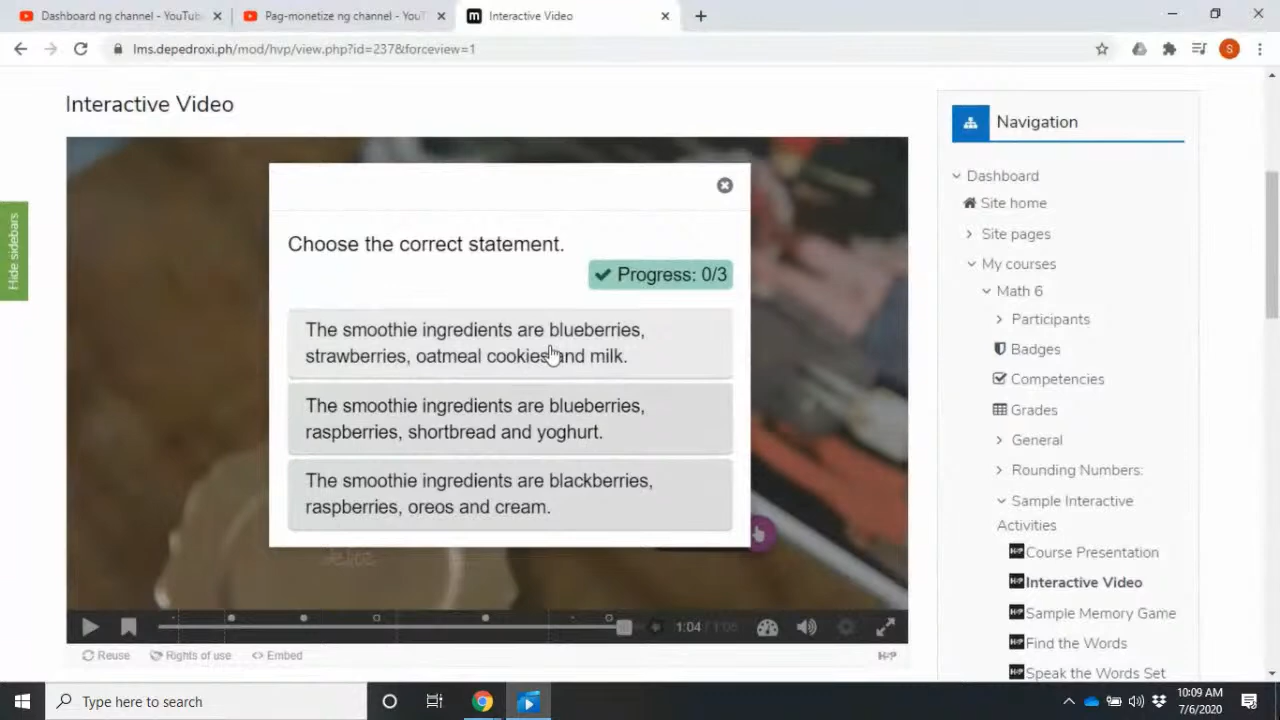 Dashboard ng channel - YouTub
Pag-monetize ng channel - YouT
Interactive Video
lms.depedroxi.ph/mod/hvp/view.php?id=237&forceview=1
S
Interactive Video
Hide sidebars
Choose the correct statement.
Progress: 0/3
The smoothie ingredients are blueberries,
strawberries, oatmeal cookies and milk.
The smoothie ingredients are blueberries,
raspberries, shortbread and yoghurt.
The smoothie ingredients are blackberries,
raspberries, oreos and cream.
1:04 / 1:05
Reuse
Rights of use
<> Embed
H5P
Navigation
Dashboard
Site home
Site pages
My courses
Math 6
Participants
Badges
Competencies
Grades
General
Rounding Numbers:
Sample Interactive
Activities
Course Presentation
Interactive Video
Sample Memory Game
Find the Words
Speak the Words Set
Type here to search
10:09 AM
7/6/2020